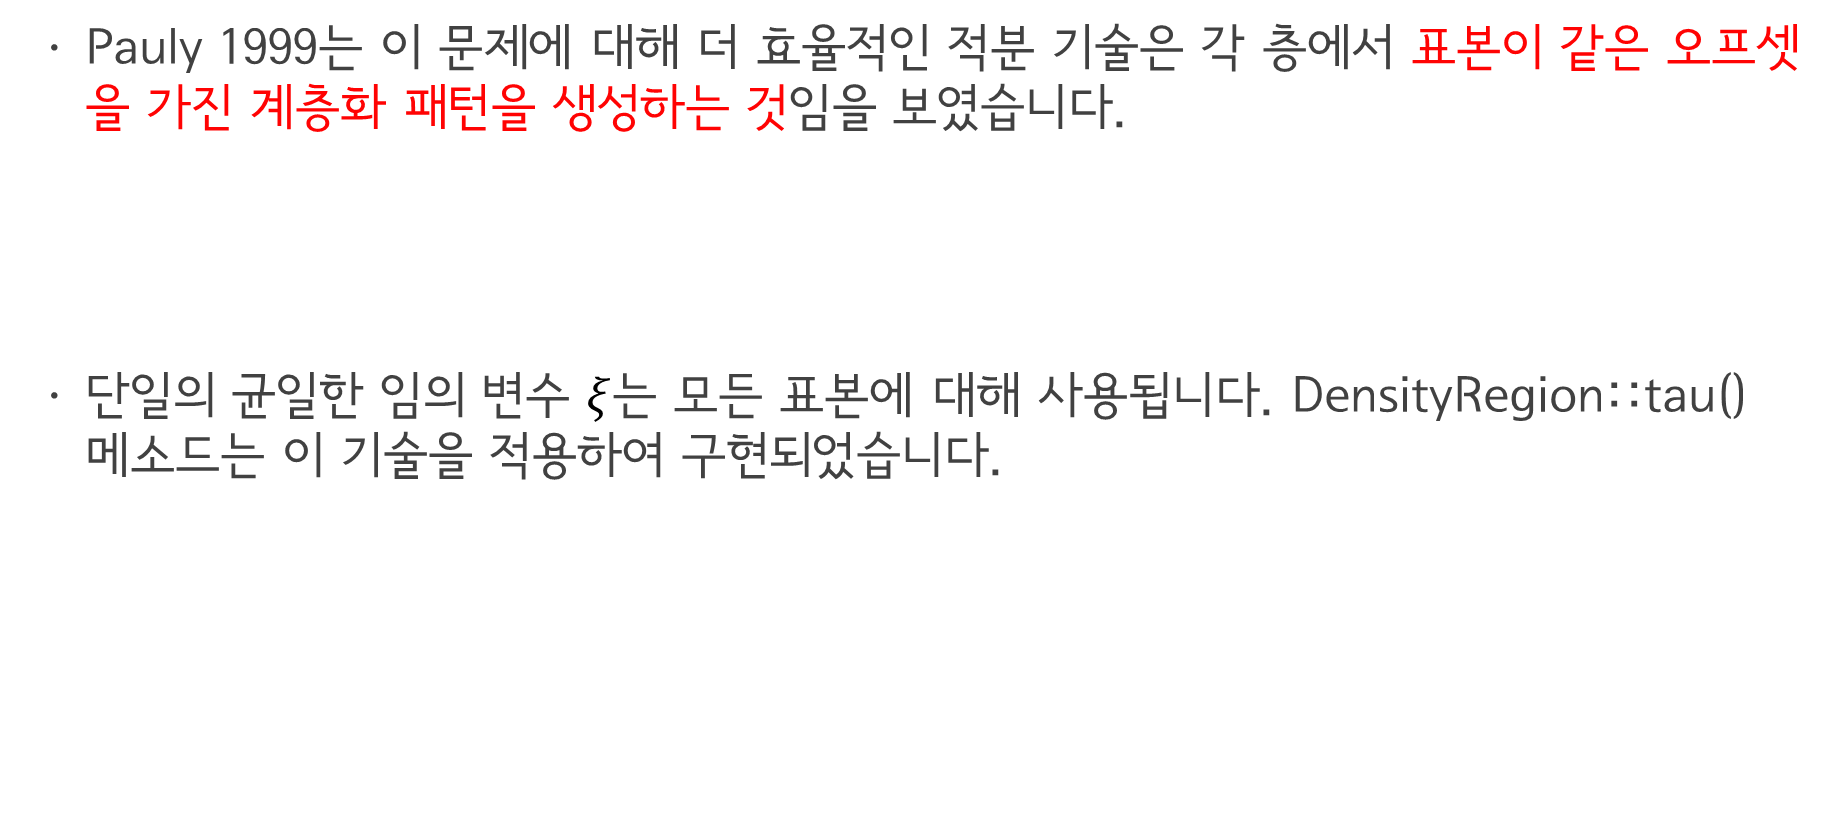 · Pauly 1999는 이 문제에 대해 더 효율적인 적분 기술은 각 층에서 표본이 같은 오프셋
을 가진 계층화 패턴을 생성하는 것임을 보였습니다.
· 단일의 균일한 임의 변수 ξ는 모든 표본에 대해 사용됩니다. DensityRegion::tau()
메소드는 이 기술을 적용하여 구현되었습니다.